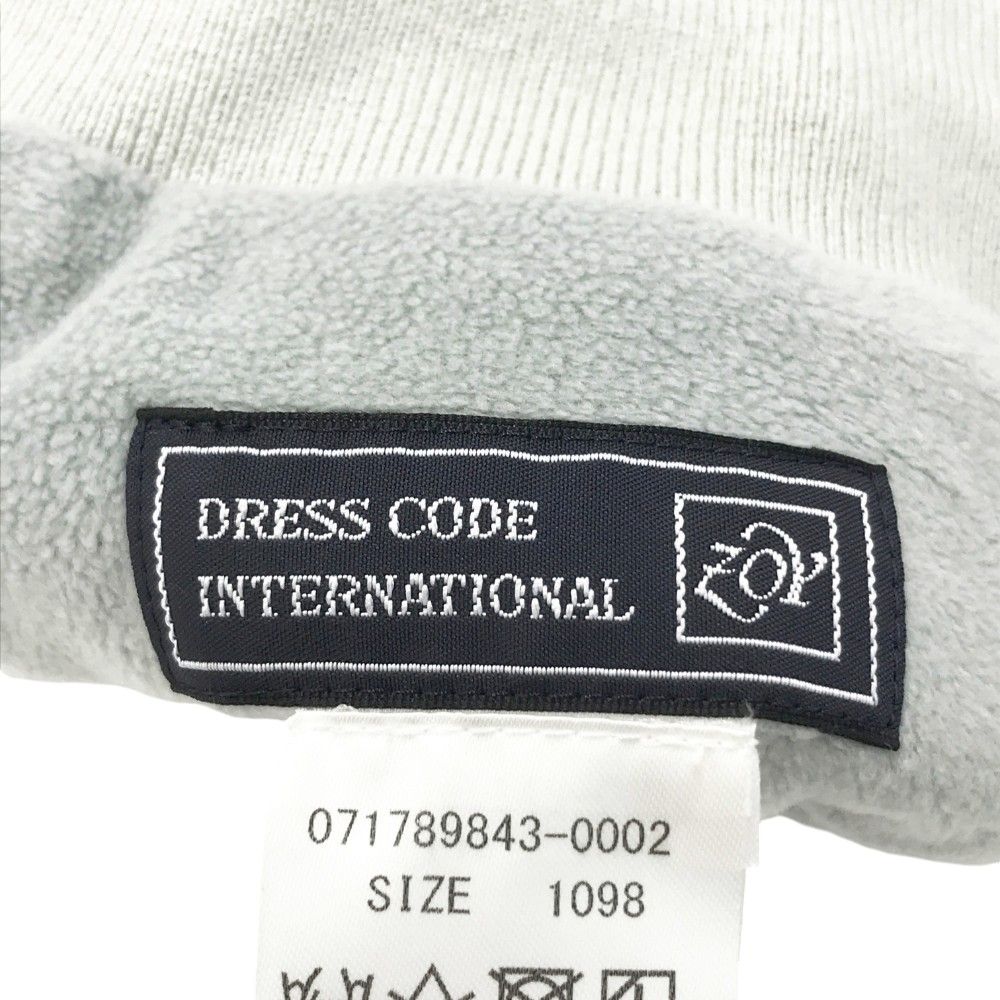 DRESS CODE
INTERNATIONAL
ZOY
071789843-0002
SIZE 1098